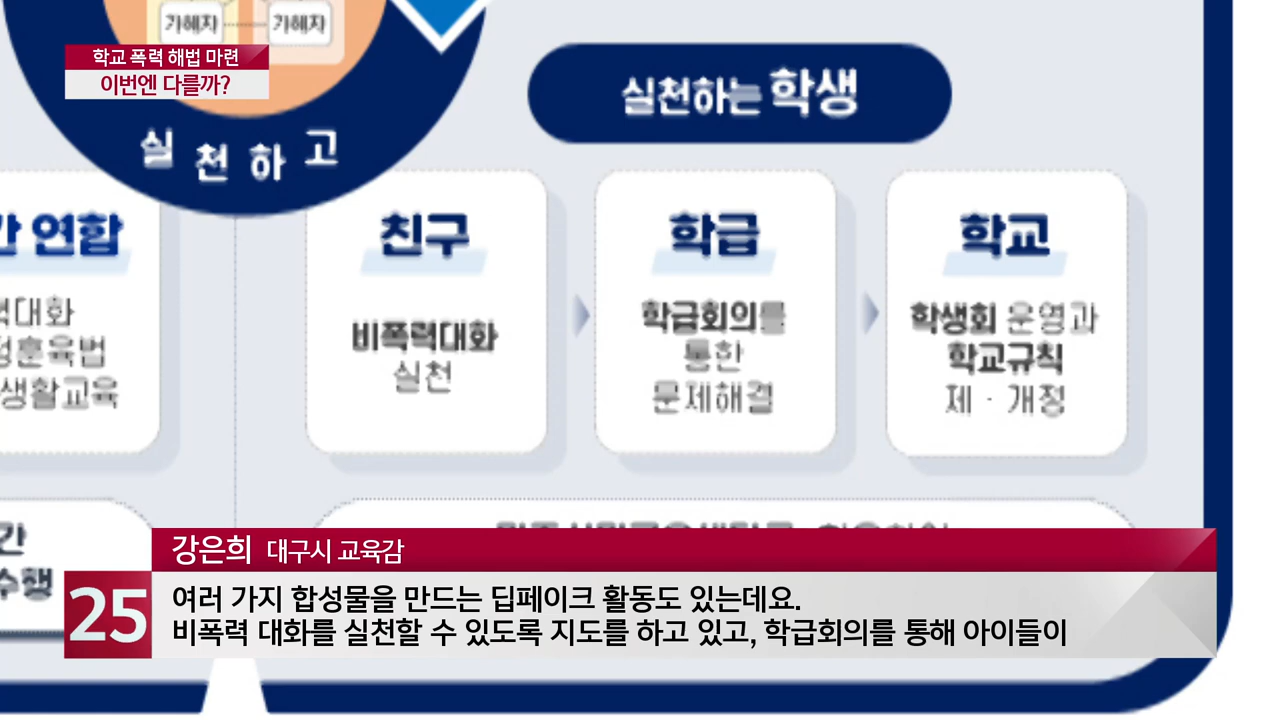 가해자
가해자
학교 폭력 해법 마련
이번엔 다를까?
실천하고
실천하는 학생
간 연합
력대화
정훈육법
생활교육
친구
비폭력대화
실천
학급
학급회의를
통한
문제해결
학교
학생회 운영과
학교규칙
제 · 개정
간
수행
강은희 대구시 교육감
25
여러 가지 합성물을 만드는 딥페이크 활동도 있는데요.
비폭력 대화를 실천할 수 있도록 지도를 하고 있고, 학급회의를 통해 아이들이